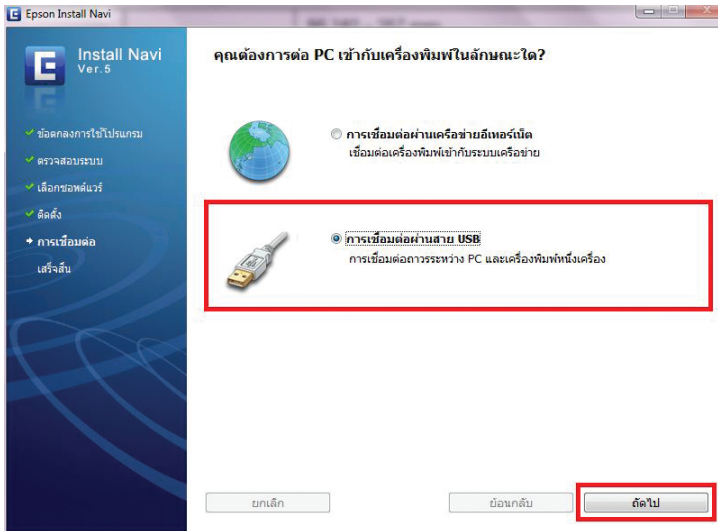 Epson Install Navi
Install Navi
Ver.5
ข้อตกลงการใช้โปรแกรม
ตรวจสอบระบบ
เลือกซอฟต์แวร์
ติดตั้ง
การเชื่อมต่อ
เสร็จสิ้น
คุณต้องการต่อ PC เข้ากับเครื่องพิมพ์ในลักษณะใด?
การเชื่อมต่อผ่านเครือข่ายอีเทอร์เน็ต
เชื่อมต่อเครื่องพิมพ์เข้ากับระบบเครือข่าย
การเชื่อมต่อผ่านสาย USB
การเชื่อมต่อถาวรระหว่าง PC และเครื่องพิมพ์หนึ่งเครื่อง
ยกเลิก
ย้อนกลับ
ถัดไป